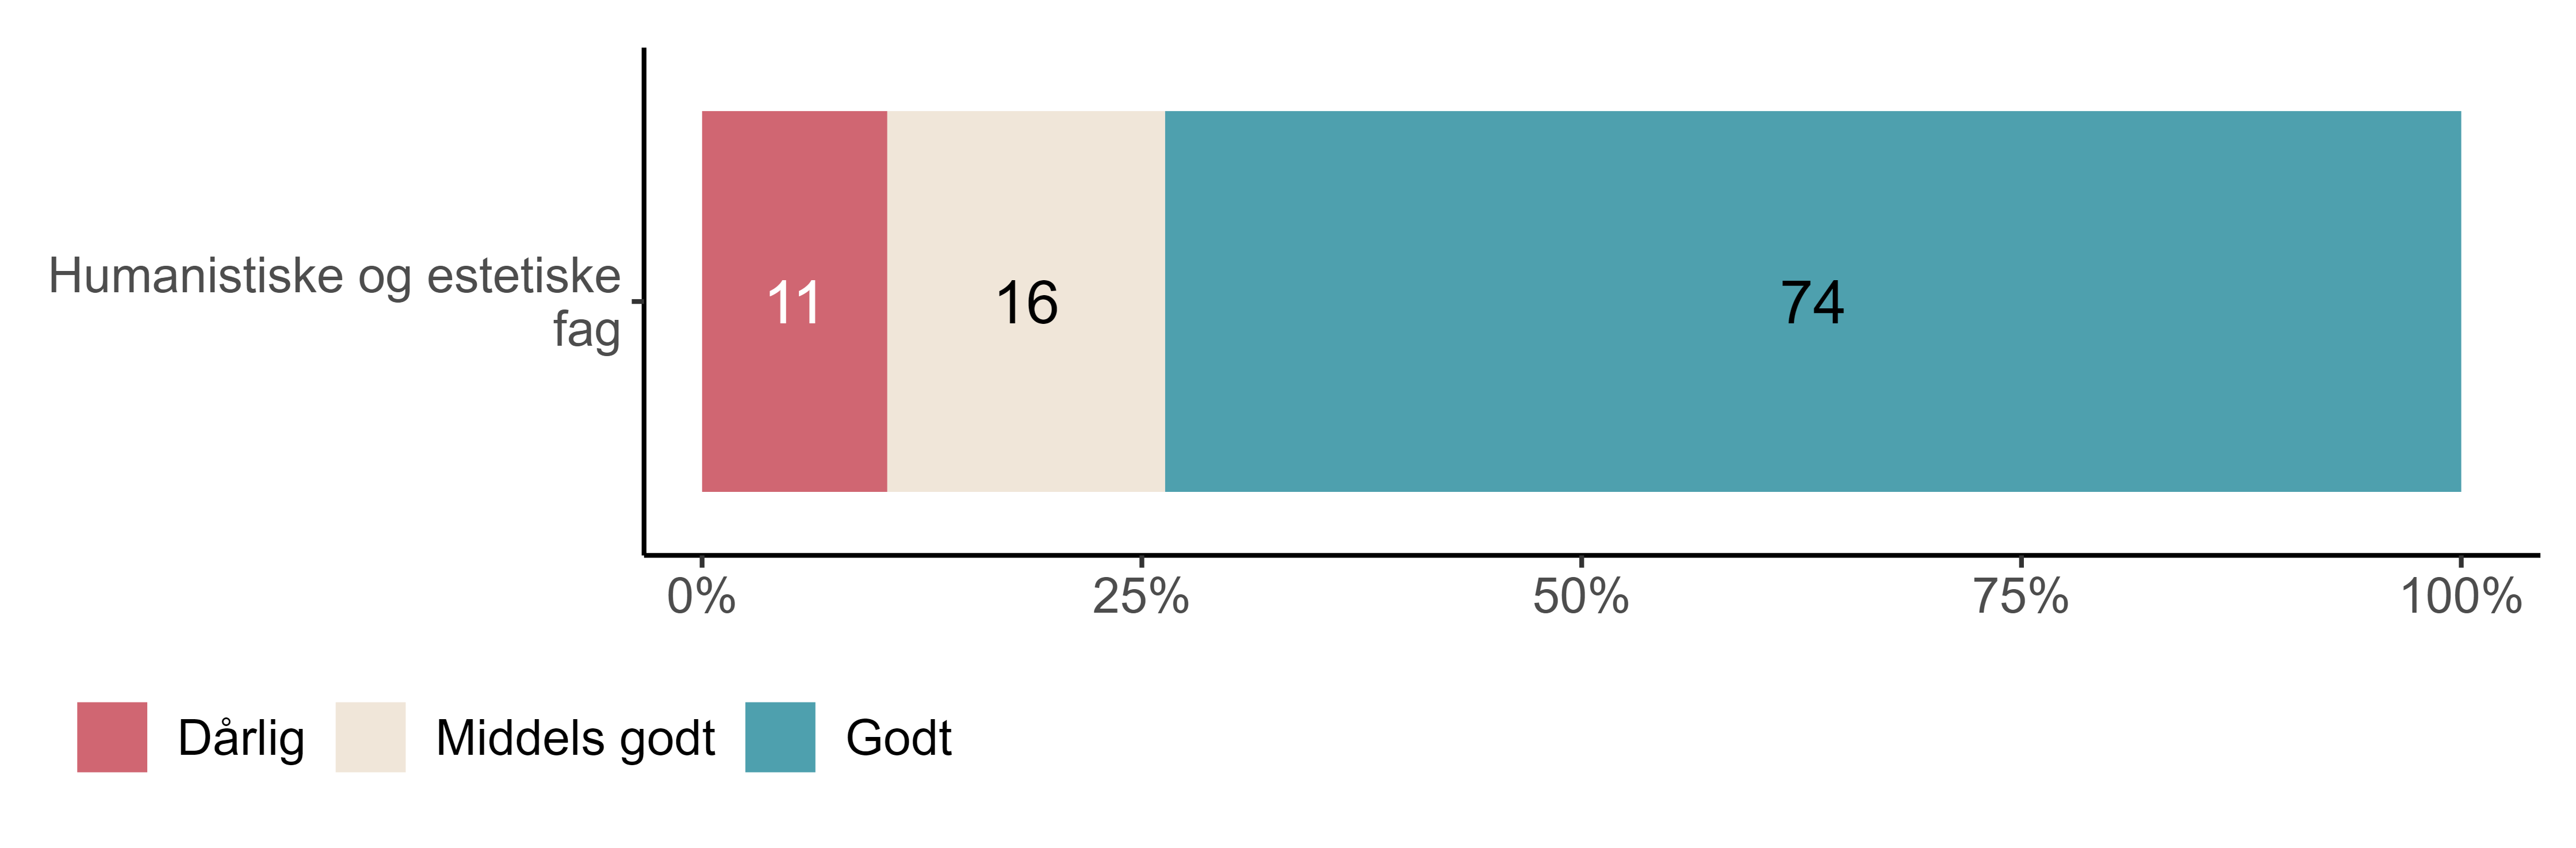 Humanistiske og estetiske
fag
11 16 74
0% 25% 50% 75% 100%
Dårlig Middels godt Godt